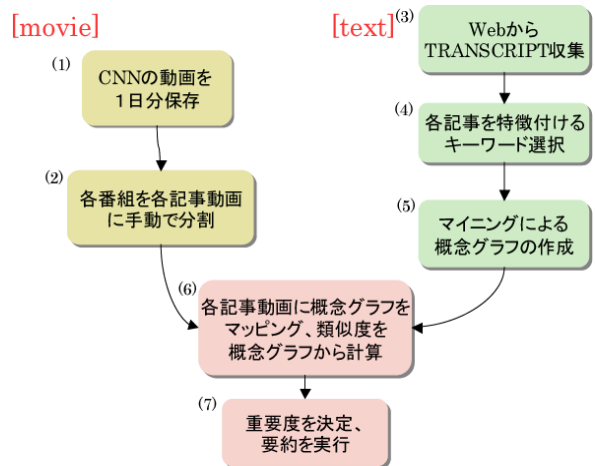 [movie]
(1)
CNNの動画を
１日分保存
(2)
各番組を各記事動画
に手動で分割
[text]
(3)
Webから
TRANSCRIPT収集
(4)
各記事を特徴付ける
キーワード選択
(5)
マイニングによる
概念グラフの作成
(6)
各記事動画に概念グラフを
マッピング、類似度を
概念グラフから計算
(7)
重要度を決定、
要約を実行